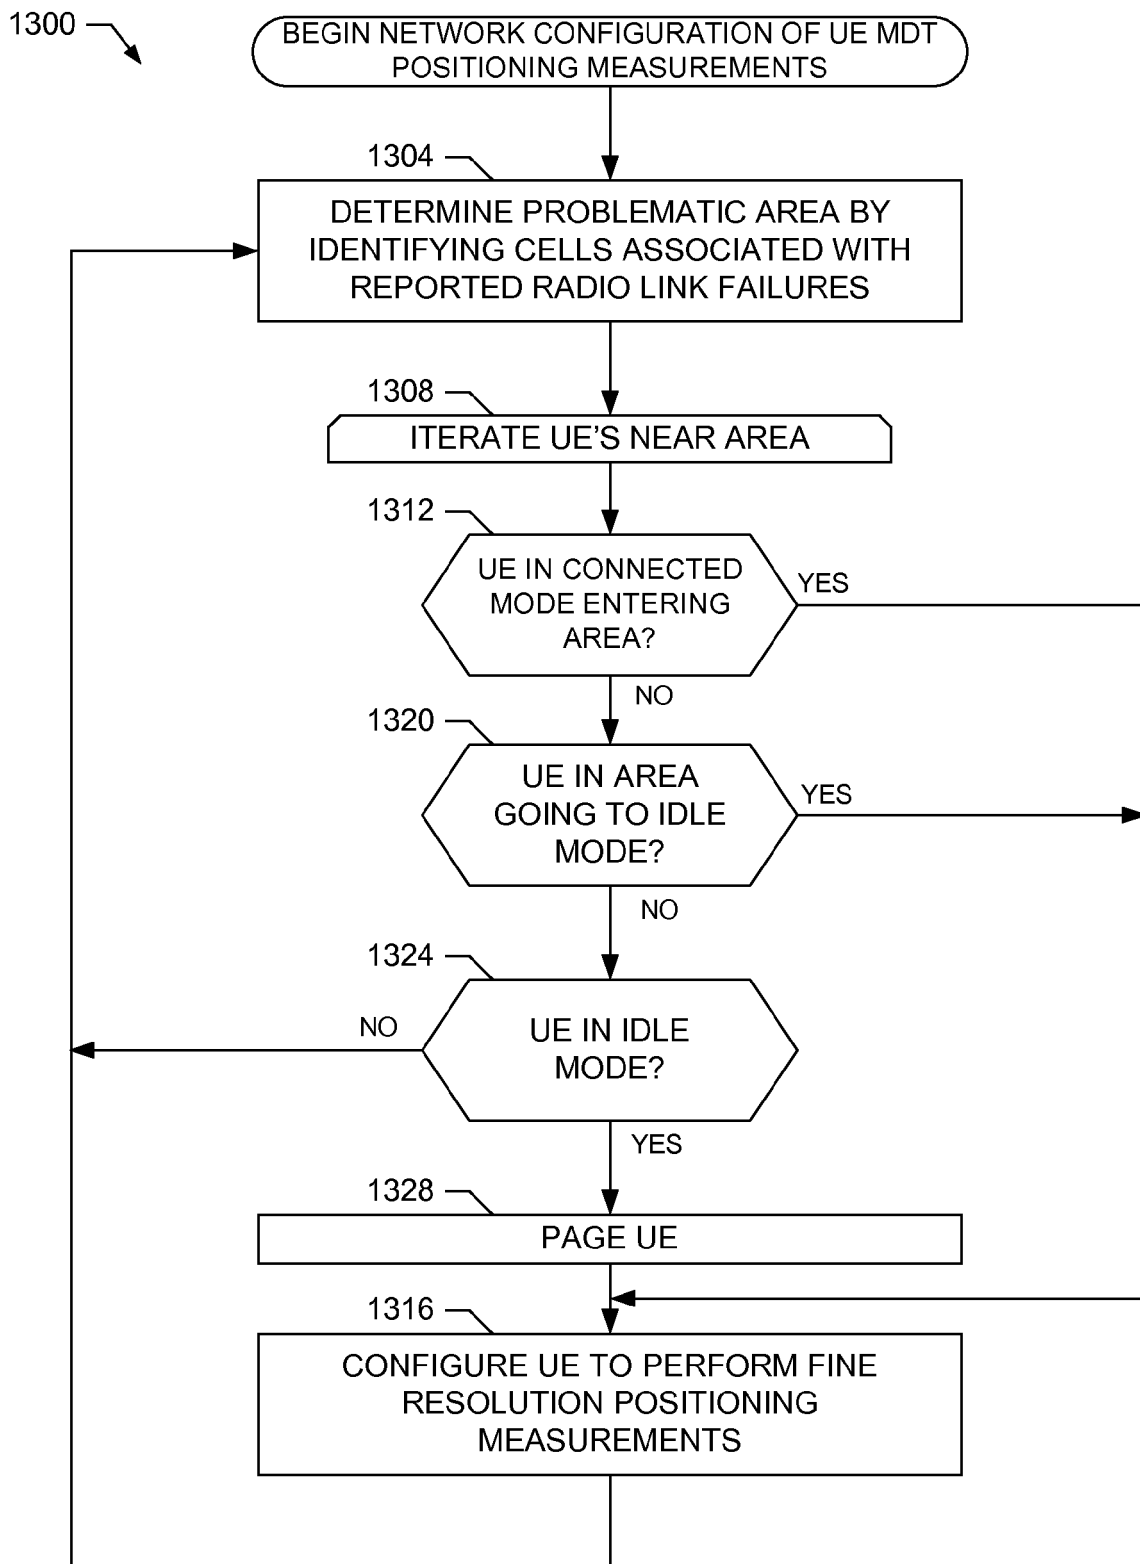 1300
BEGIN NETWORK CONFIGURATION OF UE MDT
POSITIONING MEASUREMENTS
1304
DETERMINE PROBLEMATIC AREA BY
IDENTIFYING CELLS ASSOCIATED WITH
REPORTED RADIO LINK FAILURES
1308
ITERATE UE'S NEAR AREA
1312
UE IN CONNECTED
MODE ENTERING
AREA?
YES
NO
1320
UE IN AREA
GOING TO IDLE
MODE?
YES
NO
1324
UE IN IDLE
MODE?
NO
YES
1328
PAGE UE
1316
CONFIGURE UE TO PERFORM FINE
RESOLUTION POSITIONING
MEASUREMENTS